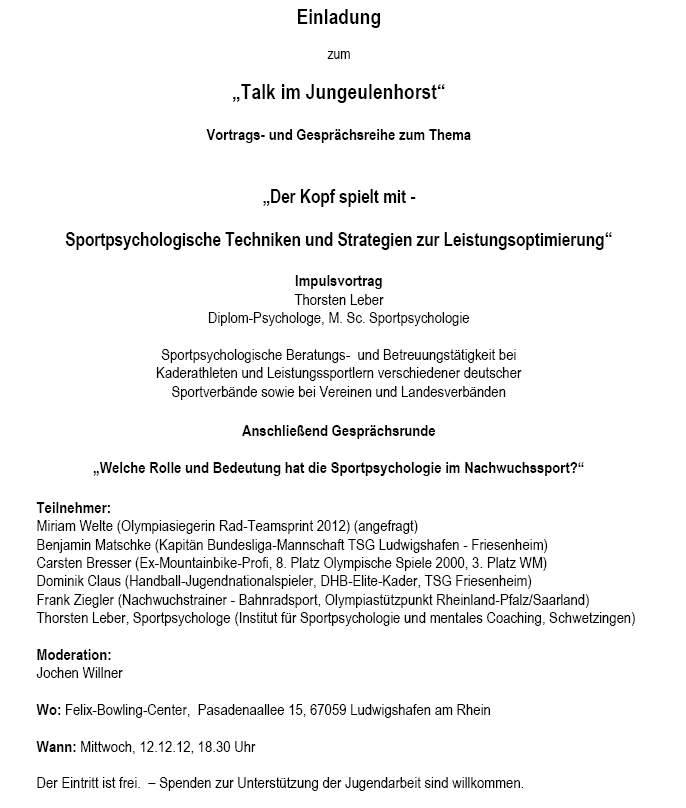 Einladung
zum
„Talk im Jungeulenhorst“
Vortrags- und Gesprächsreihe zum Thema
„Der Kopf spielt mit -
Sportpsychologische Techniken und Strategien zur Leistungsoptimierung“
Impulsvortrag
Thorsten Leber
Diplom-Psychologe, M. Sc. Sportpsychologie
Sportpsychologische Beratungs-  und Betreuungstätigkeit bei
Kaderathleten und Leistungssportlern verschiedener deutscher
Sportverbände sowie bei Vereinen und Landesverbänden
Anschließend Gesprächsrunde
„Welche Rolle und Bedeutung hat die Sportpsychologie im Nachwuchssport?“
Teilnehmer:
Miriam Welte (Olympiasiegerin Rad-Teamsprint 2012) (angefragt)
Benjamin Matschke (Kapitän Bundesliga-Mannschaft TSG Ludwigshafen - Friesenheim)
Carsten Bresser (Ex-Mountainbike-Profi, 8. Platz Olympische Spiele 2000, 3. Platz WM)
Dominik Claus (Handball-Jugendnationalspieler, DHB-Elite-Kader, TSG Friesenheim)
Frank Ziegler (Nachwuchstrainer - Bahnradsport, Olympiastützpunkt Rheinland-Pfalz/Saarland)
Thorsten Leber, Sportpsychologe (Institut für Sportpsychologie und mentales Coaching, Schwetzingen)
Moderation:
Jochen Willner
Wo: Felix-Bowling-Center,  Pasadenaallee 15, 67059 Ludwigshafen am Rhein
Wann: Mittwoch, 12.12.12, 18.30 Uhr
Der Eintritt ist frei.  – Spenden zur Unterstützung der Jugendarbeit sind willkommen.